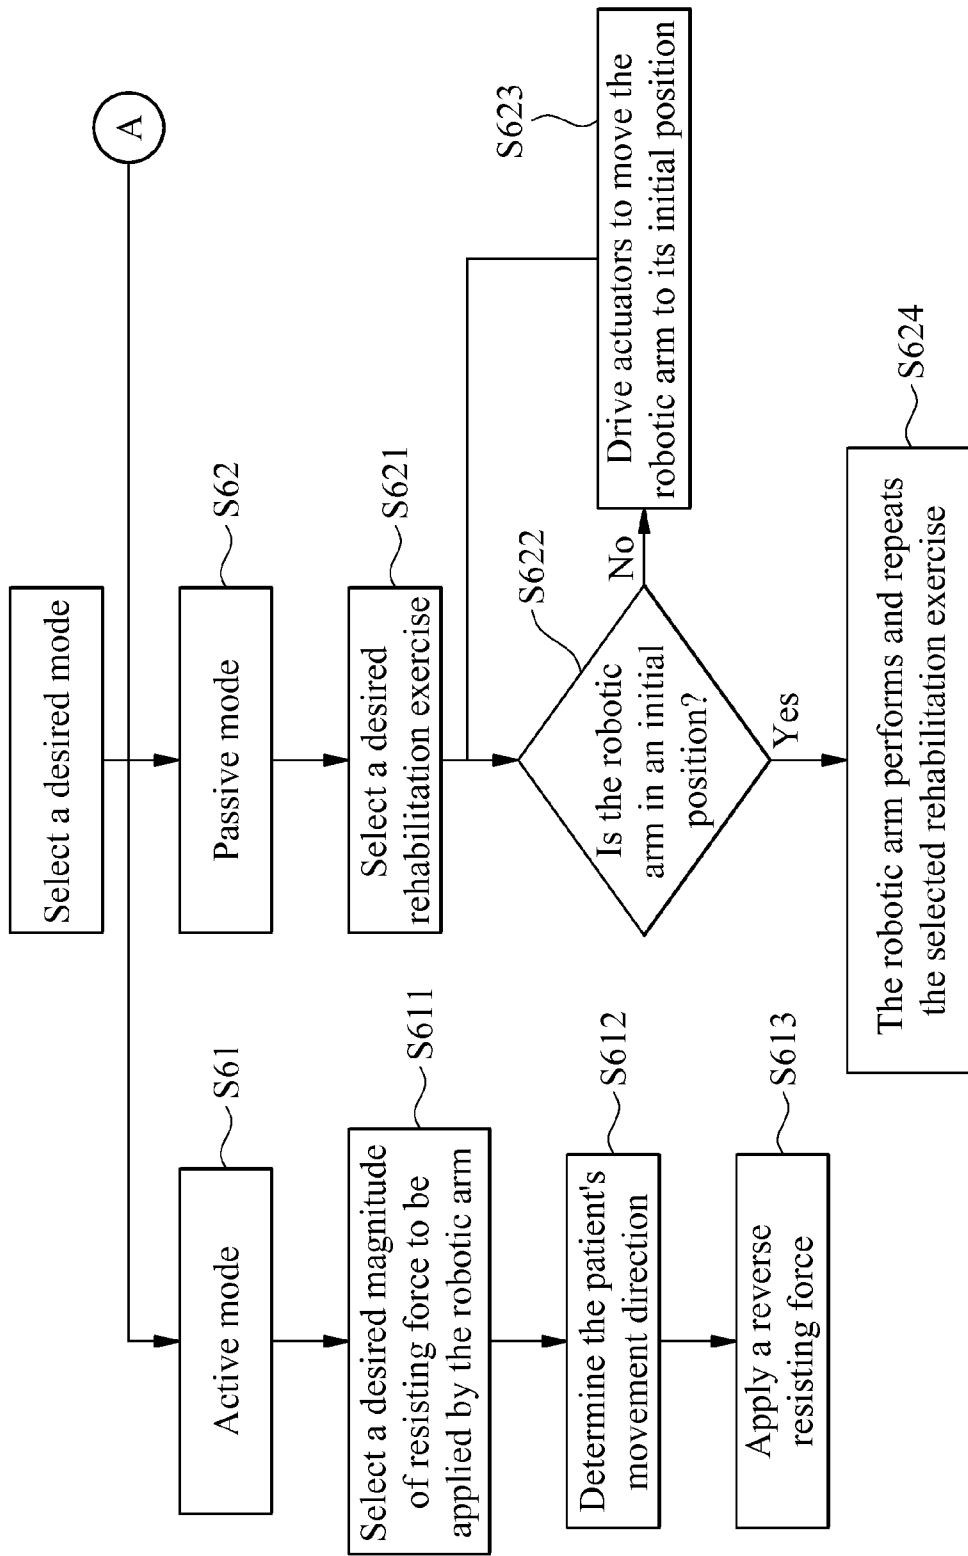 Select a desired mode
A
Active mode
S61
Select a desired magnitude
of resisting force to be
applied by the robotic arm
S611
Determine the patient's
movement direction
S612
Apply a reverse
resisting force
S613
Passive mode
S62
Select a desired
rehabilitation exercise
S621
Is the robotic
arm in an initial
position?
S622
No
Yes
Drive actuators to move the
robotic arm to its initial position
S623
The robotic arm performs and repeats
the selected rehabilitation exercise
S624